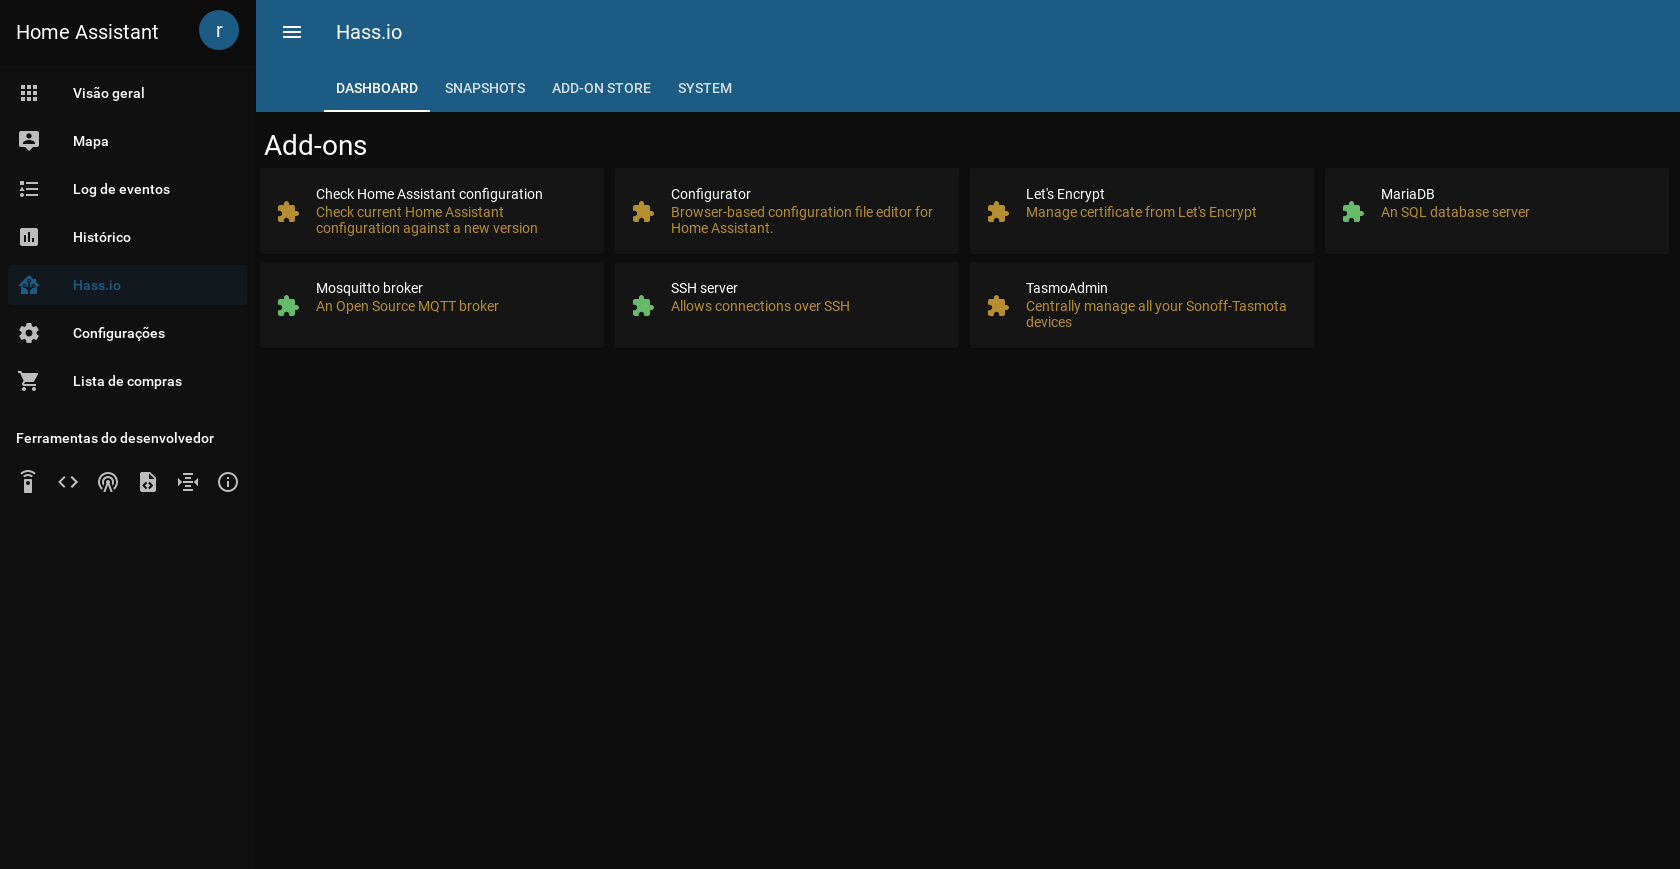 Home Assistant
r
Visão geral
Mapa
Log de eventos
Histórico
Hass.io
Configurações
Lista de compras
Ferramentas do desenvolvedor
Hass.io
DASHBOARD SNAPSHOTS ADD-ON STORE SYSTEM
Add-ons
Check Home Assistant configuration
Check current Home Assistant
configuration against a new version
Configurator
Browser-based configuration file editor for
Home Assistant.
Let's Encrypt
Manage certificate from Let's Encrypt
MariaDB
An SQL database server
Mosquitto broker
An Open Source MQTT broker
SSH server
Allows connections over SSH
TasmoAdmin
Centrally manage all your Sonoff-Tasmota
devices